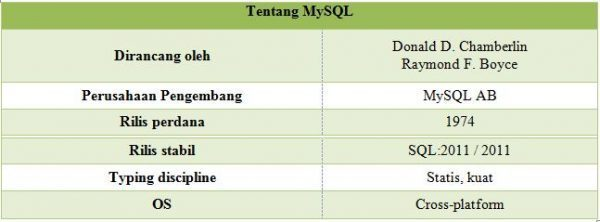 Tentang MySQL
Dirancang oleh
Donald D. Chamberlin
Raymond F. Boyce
Perusahaan Pengembang
MySQL AB
Rilis perdana
1974
Rilis stabil
SQL:2011 / 2011
Typing discipline
Statis, kuat
OS
Cross-platform